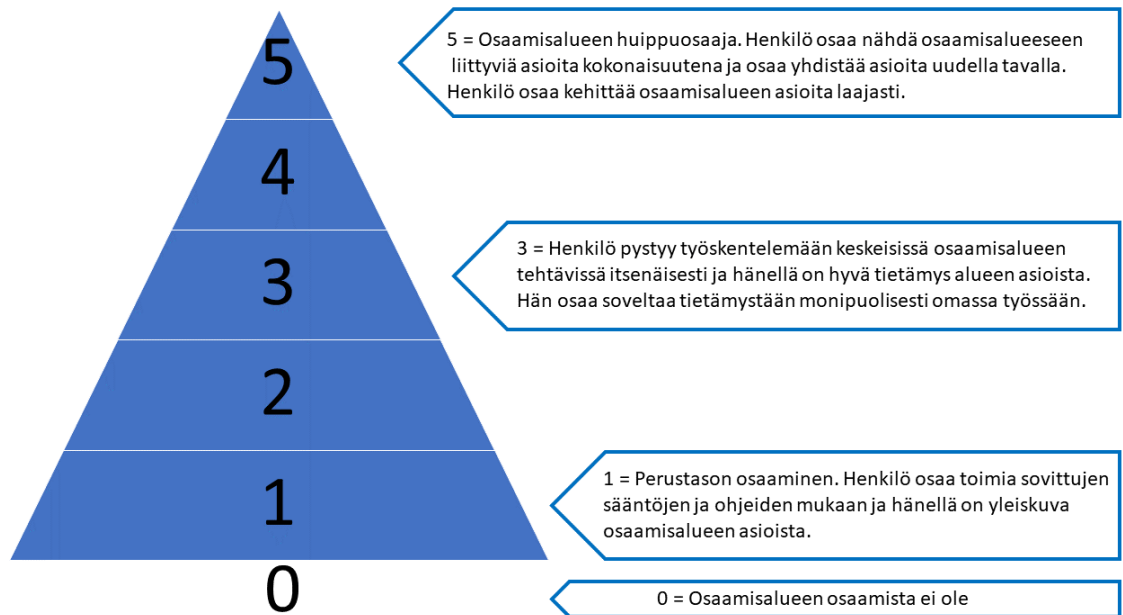 5
5 = Osaamisalueen huippuosaaja. Henkilö osaa nähdä osaamisalueeseen
liittyviä asioita kokonaisuutena ja osaa yhdistää asioita uudella tavalla.
Henkilö osaa kehittää osaamisalueen asioita laajasti.
4
3
3 = Henkilö pystyy työskentelemään keskeisissä osaamisalueen
tehtävissä itsenäisesti ja hänellä on hyvä tietämys alueen asioista.
Hän osaa soveltaa tietämystään monipuolisesti omassa työssään.
2
1
1 = Perustason osaaminen. Henkilö osaa toimia sovittujen
sääntöjen ja ohjeiden mukaan ja hänellä on yleiskuva
osaamisalueen asioista.
0
0 = Osaamisalueen osaamista ei ole